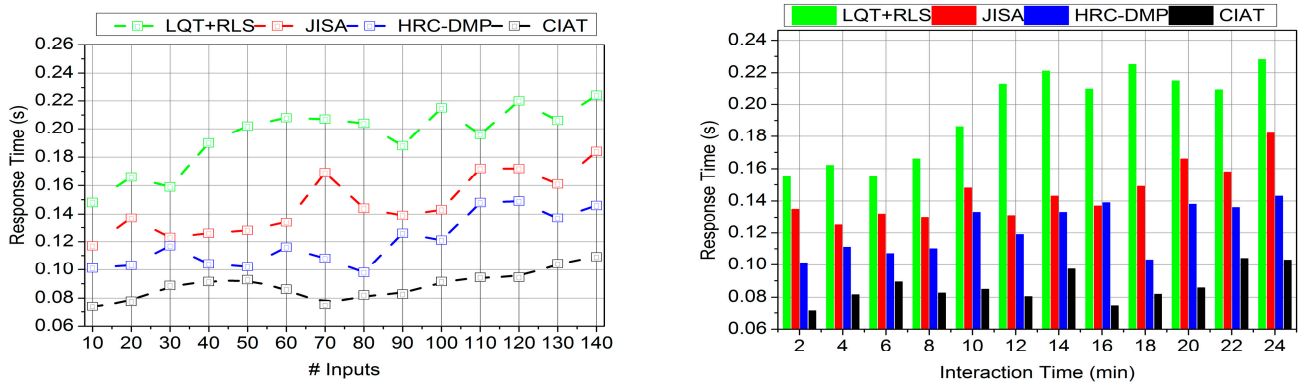 LQT+RLS JISA HRC-DMP CIAT
Response Time (s)
0.26
0.24
0.22
0.20
0.18
0.16
0.14
0.12
0.10
0.08
0.06
10 20 30 40 50 60 70 80 90 100 110 120 130 140
# Inputs
LQT+RLS JISA HRC-DMP CIAT
Response Time (s)
0.24
0.22
0.20
0.18
0.16
0.14
0.12
0.10
0.08
0.06
2 4 6 8 10 12 14 16 18 20 22 24
Interaction Time (min)